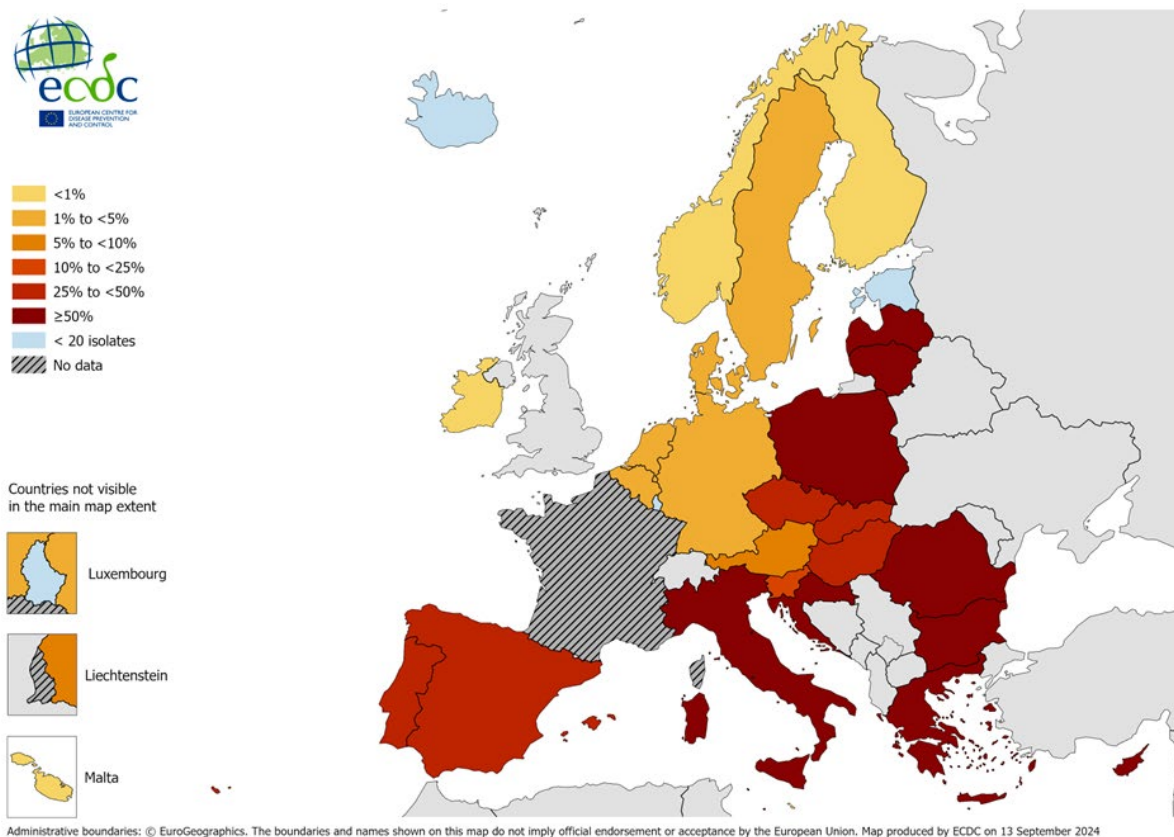 ecdc
EUROPEAN CENTRE FOR
DISEASE PREVENTION
AND CONTROL
<1%
1% to <5%
5% to <10%
10% to <25%
25% to <50%
≥50%
< 20 isolates
No data
Countries not visible
in the main map extent
Luxembourg
Liechtenstein
Malta
Administrative boundaries: © EuroGeographics. The boundaries and names shown on this map do not imply official endorsement or acceptance by the European Union. Map produced by ECDC on 13 September 2024